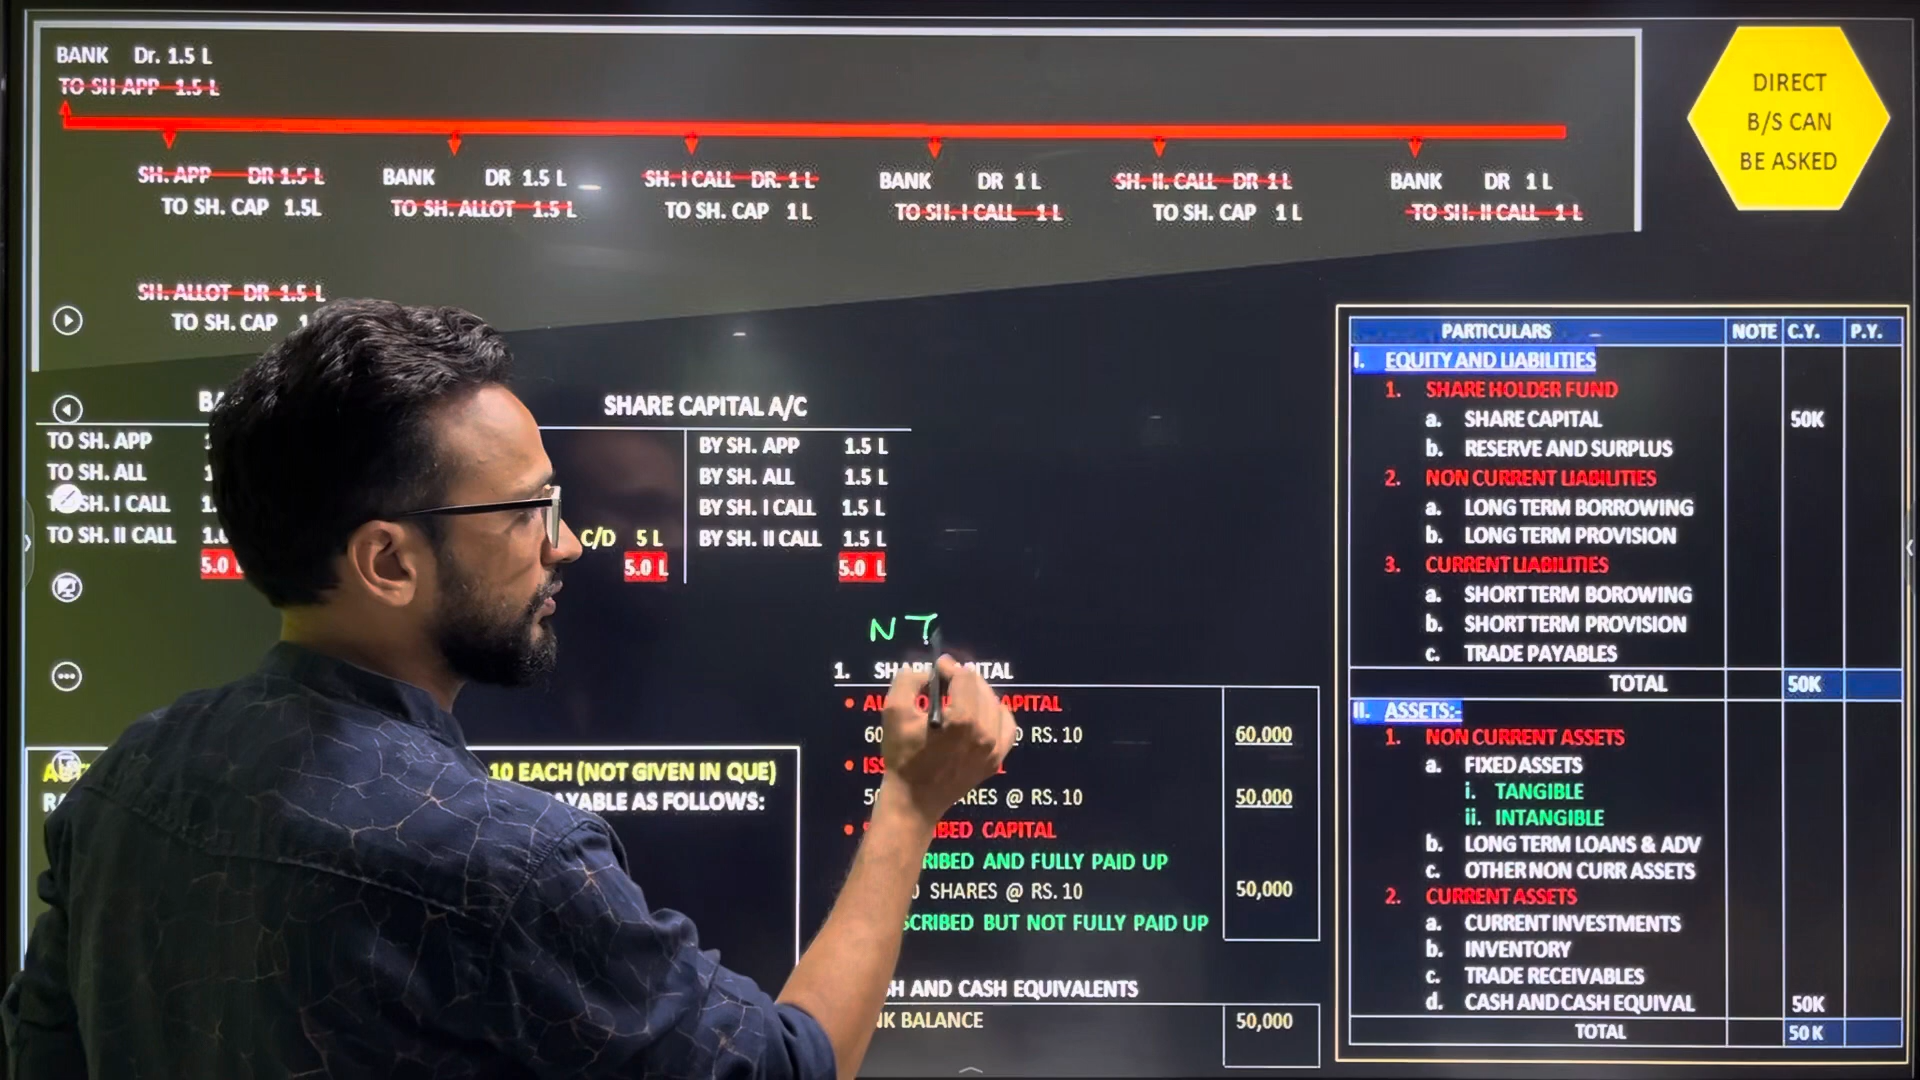 BANK Dr. 1.5 L
TO SH APP 1.5 L
DIRECT
B/S CAN
BE ASKED
SH. APP DR 1.5 L
TO SH. CAP 1.5L
BANK DR 1.5 L
TO SH. ALLOT 1.5 L
SH. I CALL DR. 1 L
TO SH. CAP 1 L
BANK DR 1 L
TO SH. I CALL 1 L
SH. II. CALL DR 1 L
TO SH. CAP 1 L
BANK DR 1 L
TO SH. II CALL 1 L
SH. ALLOT DR 1.5 L
TO SH. CAP
TO SH. APP
TO SH. ALL
SH. I CALL
TO SH. II CALL
5.0
C/D 5 L
5.0 L
SHARE CAPITAL A/C
BY SH. APP 1.5 L
BY SH. ALL 1.5 L
BY SH. I CALL 1.5 L
BY SH. II CALL 1.5 L
5.0 L
10 EACH (NOT GIVEN IN QUE)
AS FOLLOWS:
N T
1.
@ RS. 10 60,000
@ RS. 10 50,000
CAPITAL
AND FULLY PAID UP
SHARES @ RS. 10 50,000
BUT NOT FULLY PAID UP
AND CASH EQUIVALENTS
BALANCE 50,000
PARTICULARS NOTE C.Y. P.Y.
I. EQUITY AND LIABILITIES
1. SHARE HOLDER FUND
a. SHARE CAPITAL 50K
b. RESERVE AND SURPLUS
2. NON CURRENT LIABILITIES
a. LONG TERM BORROWING
b. LONG TERM PROVISION
3. CURRENT LIABILITIES
a. SHORT TERM BOROWING
b. SHORT TERM PROVISION
c. TRADE PAYABLES
TOTAL 50K
II. ASSETS:-
1. NON CURRENT ASSETS
a. FIXED ASSETS
i. TANGIBLE
ii. INTANGIBLE
b. LONG TERM LOANS & ADV
c. OTHER NON CURR ASSETS
2. CURRENT ASSETS
a. CURRENT INVESTMENTS
b. INVENTORY
c. TRADE RECEIVABLES
d. CASH AND CASH EQUIVAL 50K
TOTAL 50 K